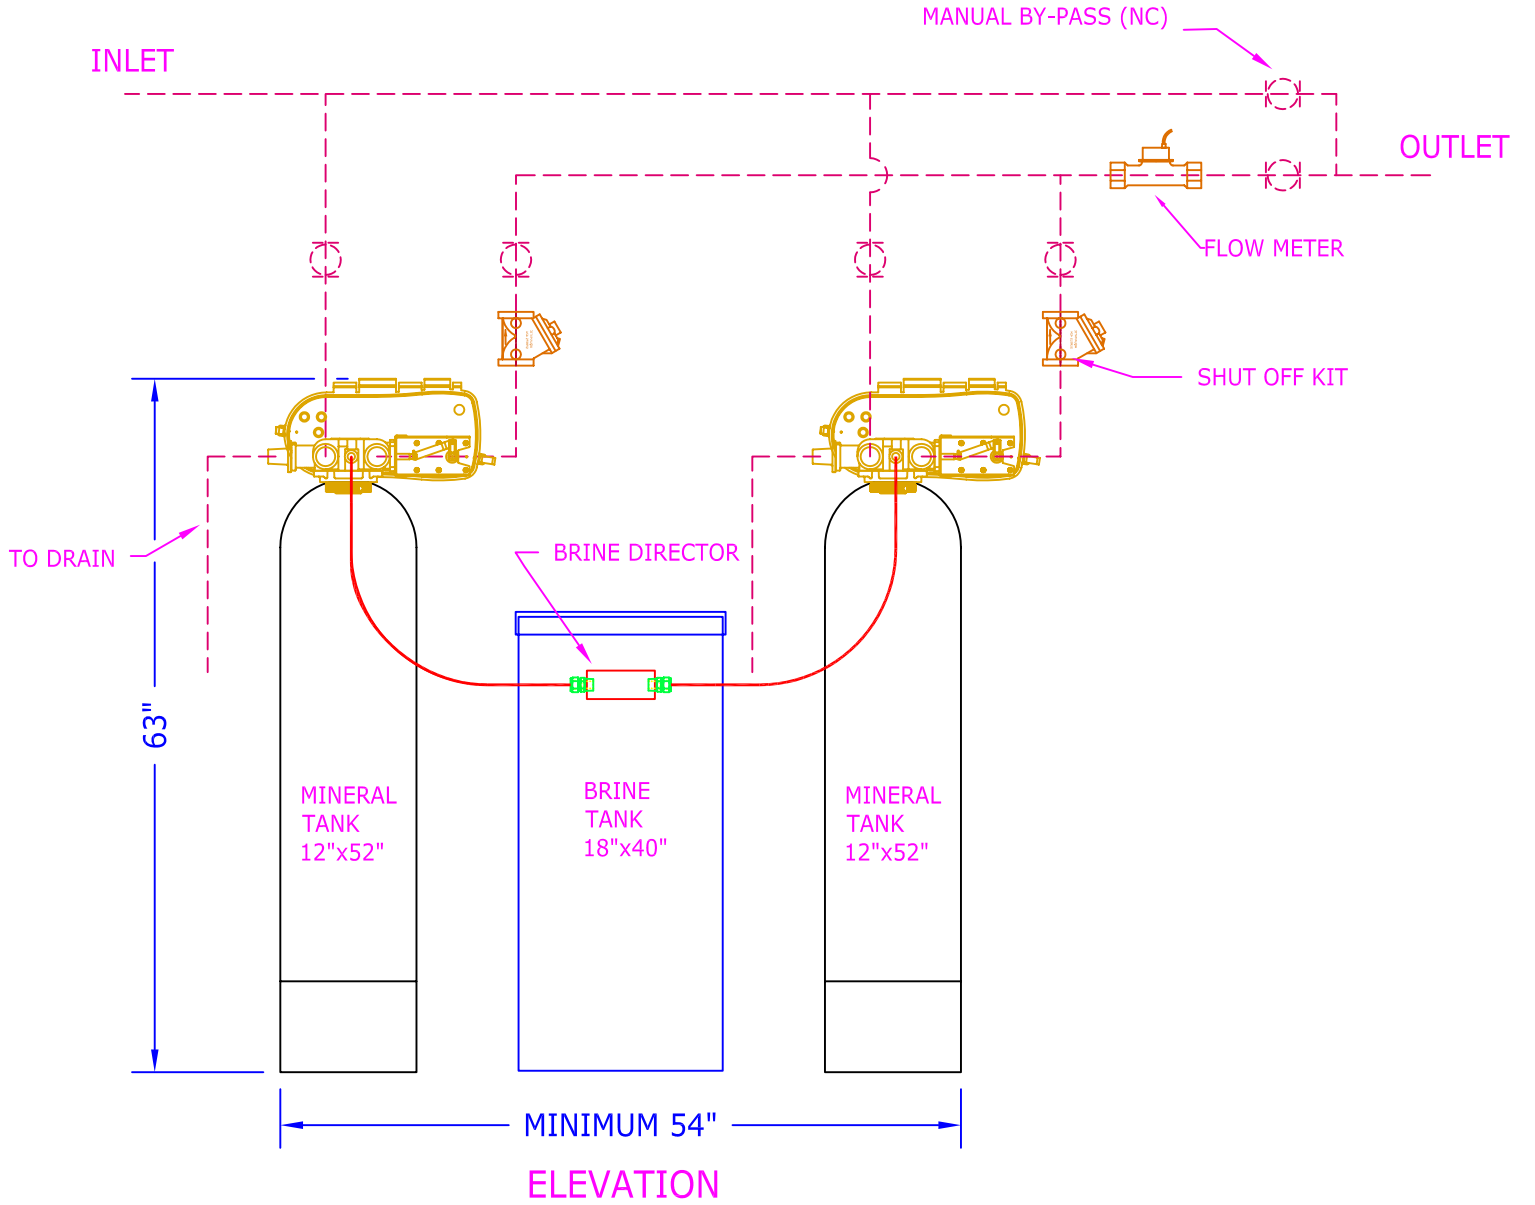 MANUAL BY-PASS (NC)
INLET
OUTLET
FLOW METER
SHUT OFF KIT
BRINE DIRECTOR
TO DRAIN
63"
MINERAL
TANK
12"x52"
BRINE
TANK
18"x40"
MINERAL
TANK
12"x52"
MINIMUM 54"
ELEVATION